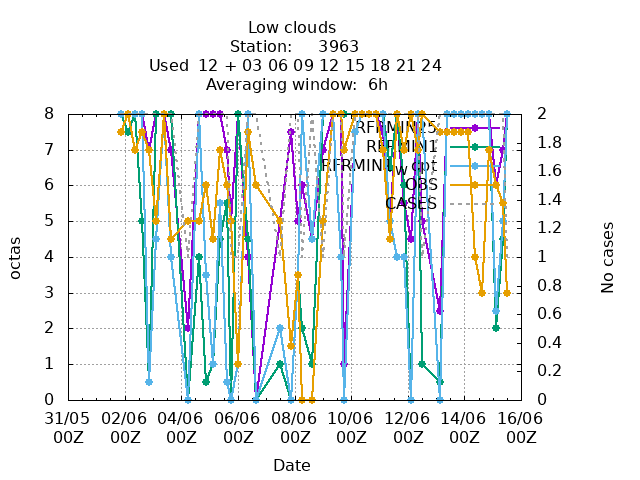 Low clouds
Station: 3963
Used 12 + 03 06 09 12 15 18 21 24
Averaging window: 6h
8
7
6
5
4
3
2
1
0
octas
2
1.8
1.6
1.4
1.2
1
0.8
0.6
0.4
0.2
0
No cases
RFRMIN15
RFRMIN1
RFRMIN1w opt
OBS
CASES
31/05 02/06 04/06 06/06 08/06 10/06 12/06 14/06 16/06
00Z 00Z 00Z 00Z 00Z 00Z 00Z 00Z 00Z
Date